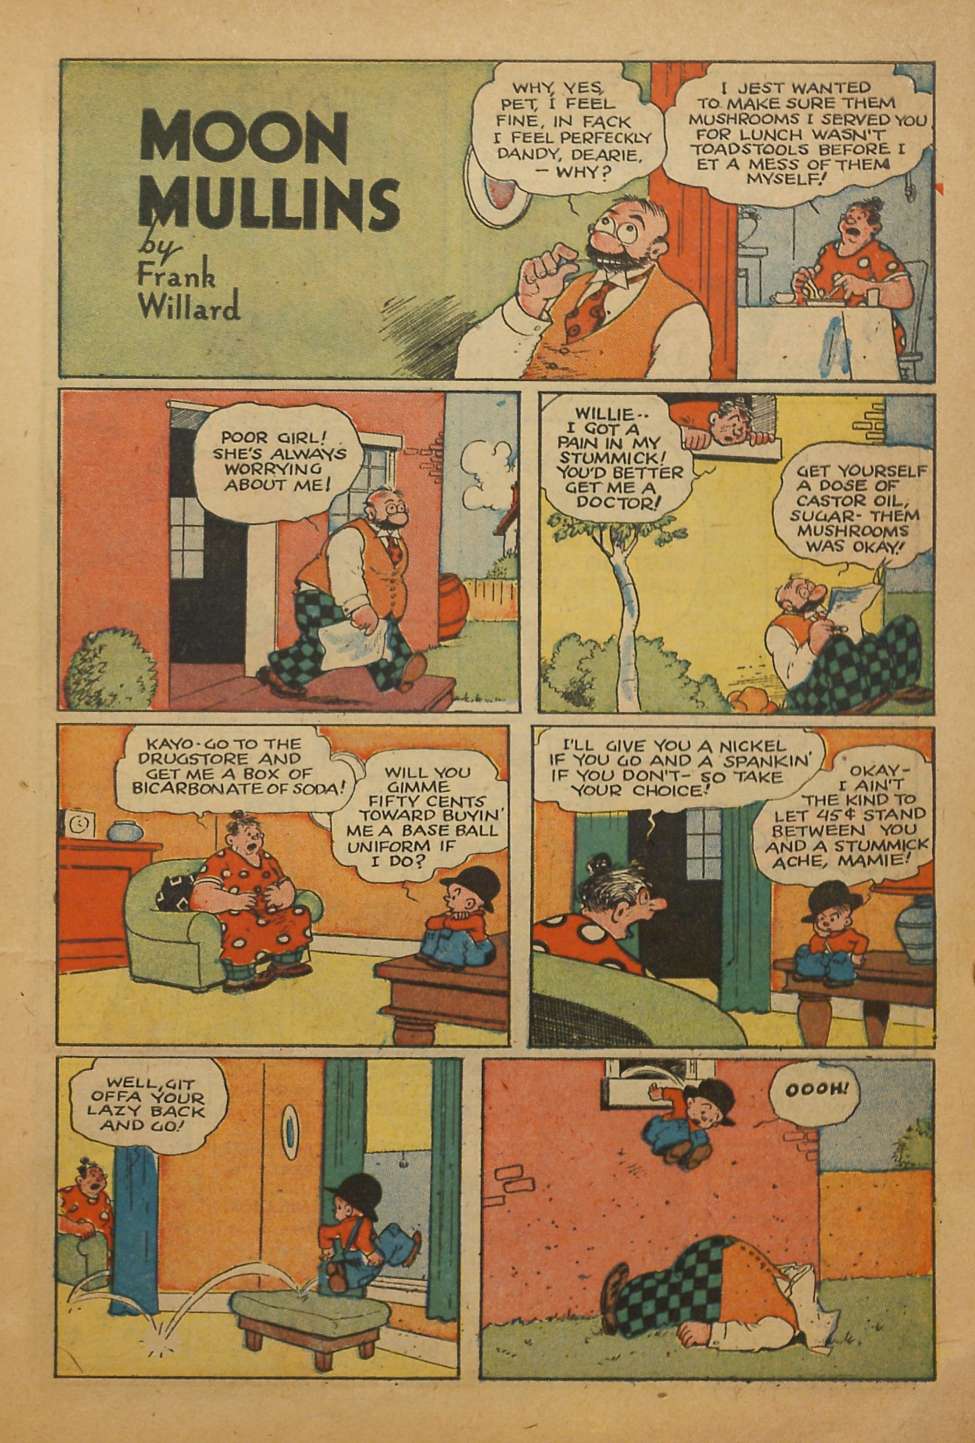 MOON
MULLINS
by
Frank
Willard
WHY, YES,
PET, I FEEL
FINE, IN FACK
I FEEL PERFECKLY
DANDY, DEARIE,
- WHY?
I JEST WANTED
TO MAKE SURE THEM
MUSHROOMS I SERVED YOU
FOR LUNCH WASN'T
TOADSTOOLS BEFORE I
ET A MESS OF THEM
MYSELF!
POOR GIRL!
SHE'S ALWAYS
WORRYING
ABOUT ME!
WILLIE--
I GOT A
PAIN IN MY
STUMMICK!
YOU'D BETTER
GET ME A
DOCTOR!
GET YOURSELF
A DOSE OF
CASTOR OIL,
SUGAR- THEM
MUSHROOMS
WAS OKAY!
KAYO-GO TO THE
DRUGSTORE AND
GET ME A BOX OF
BICARBONATE OF SODA!
WILL YOU
GIMME
FIFTY CENTS
TOWARD BUYIN'
ME A BASE BALL
UNIFORM IF
I DO?
I'LL GIVE YOU A NICKEL
IF YOU GO AND A SPANKIN'
IF YOU DON'T- SO TAKE
YOUR CHOICE!
OKAY-
I AIN'T
THE KIND TO
LET 45¢ STAND
BETWEEN YOU
AND A STUMMICK
ACHE, MAMIE!
WELL, GIT
OFFA YOUR
LAZY BACK
AND GO!
OOOH!